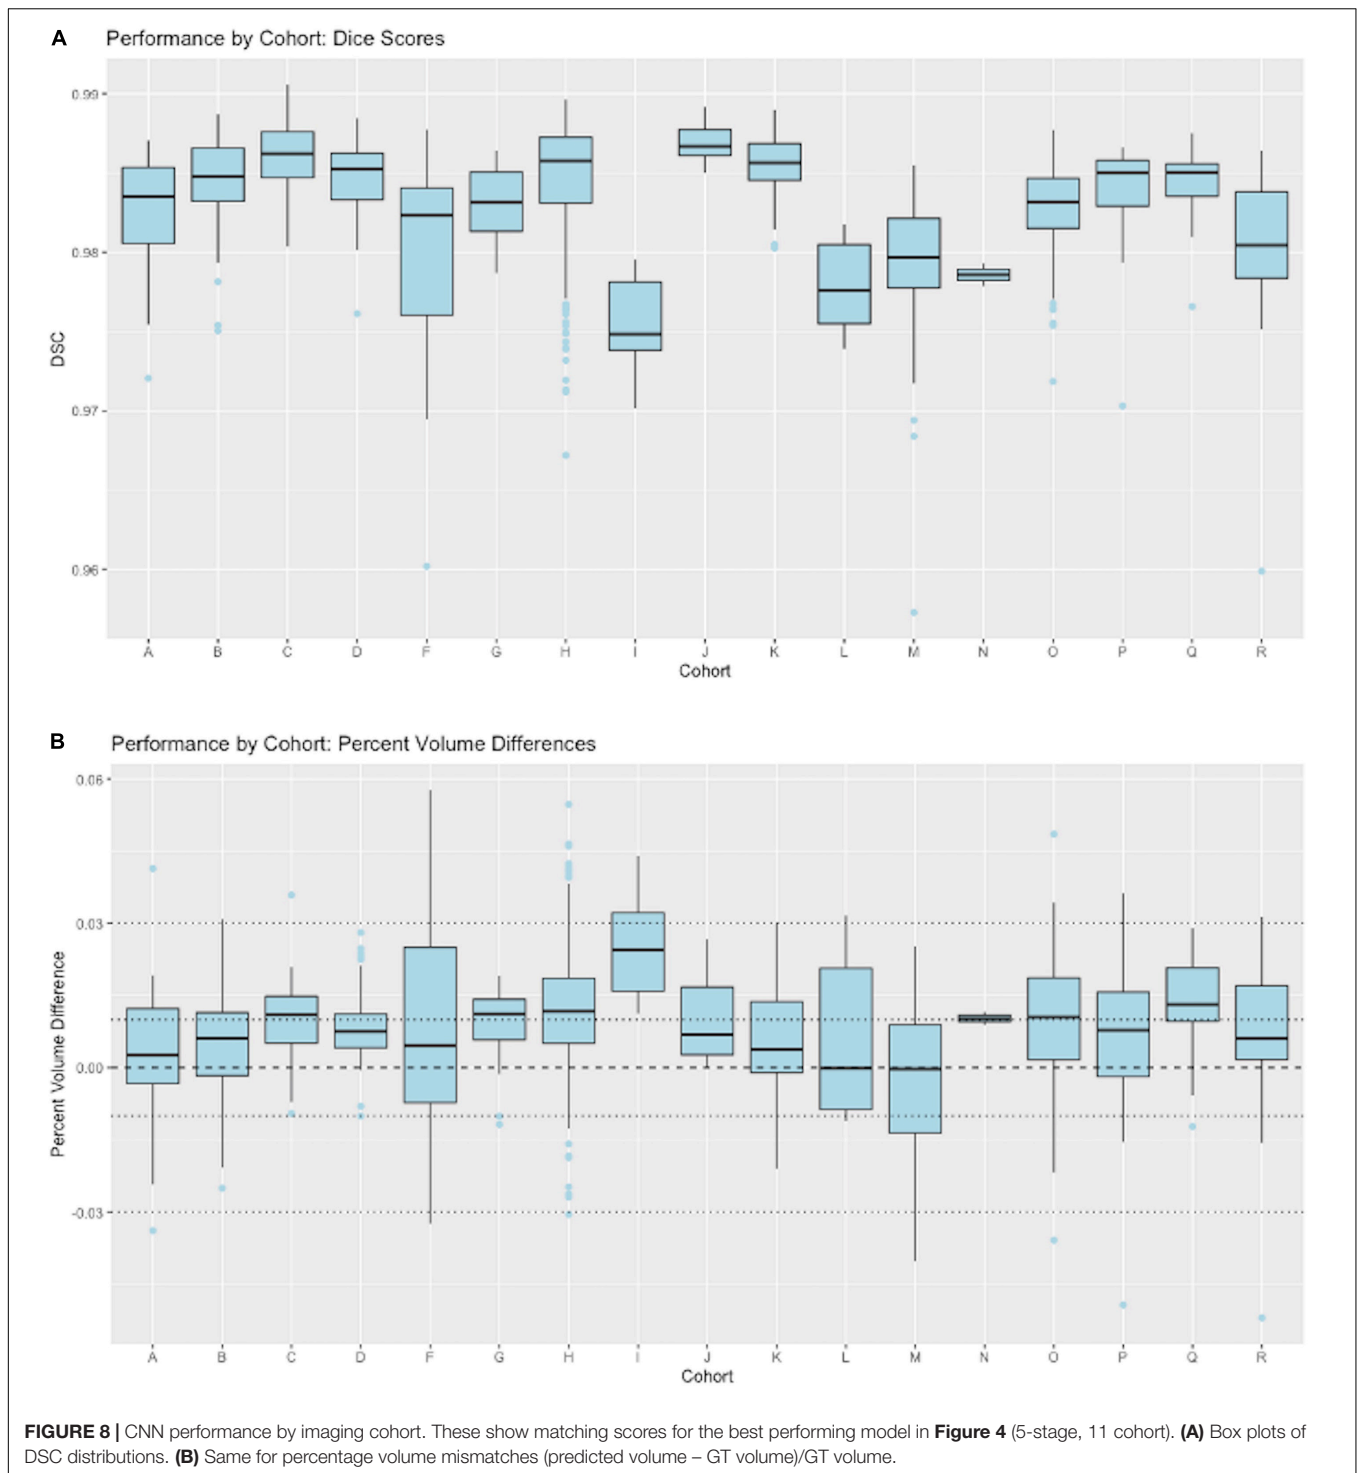 A
Performance by Cohort: Dice Scores
0.99
0.98
0.97
0.96
DSC
A B C D F G H I J K L M N O P Q R
Cohort
B
Performance by Cohort: Percent Volume Differences
0.06
0.03
0.00
-0.03
Percent Volume Difference
A B C D F G H I J K L M N O P Q R
Cohort
FIGURE 8 | CNN performance by imaging cohort. These show matching scores for the best performing model in Figure 4 (5-stage, 11 cohort). (A) Box plots of
DSC distributions. (B) Same for percentage volume mismatches (predicted volume – GT volume)/GT volume.